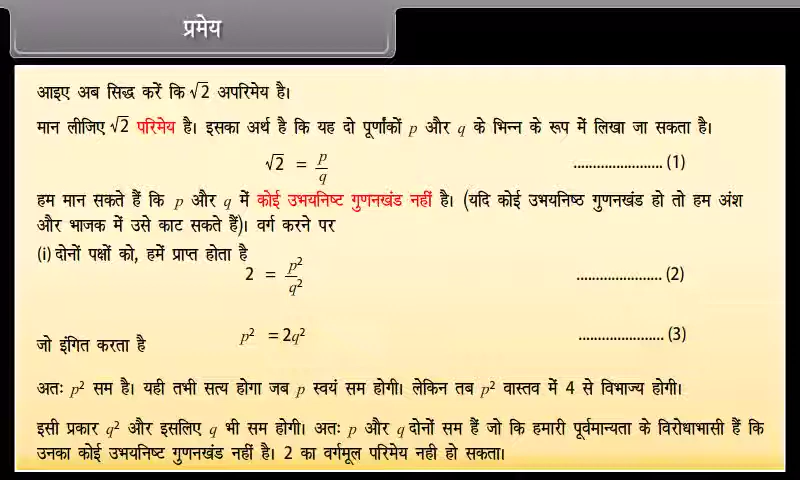 प्रमेय
आइए अब सिद्ध करें कि √2 अपरिमेय है।
मान लीजिए √2 परिमेय है। इसका अर्थ है कि यह दो पूर्णांकों p और q के भिन्न के रूप में लिखा जा सकता है।
√2 = p/q ....................... (1)
हम मान सकते हैं कि p और q में कोई उभयनिष्ट गुणनखंड नहीं है। (यदि कोई उभयनिष्ठ गुणनखंड हो तो हम अंश
और भाजक में उसे काट सकते हैं)। वर्ग करने पर
(i) दोनों पक्षों को, हमें प्राप्त होता है
2 = p²/q² ...................... (2)
जो इंगित करता है p² = 2q² ...................... (3)
अतः p² सम है। यही तभी सत्य होगा जब p स्वयं सम होगी। लेकिन तब p² वास्तव में 4 से विभाज्य होगी।
इसी प्रकार q² और इसलिए q भी सम होगी। अतः p और q दोनों सम हैं जो कि हमारी पूर्वमान्यता के विरोधाभासी हैं कि
उनका कोई उभयनिष्ट गुणनखंड नहीं है। 2 का वर्गमूल परिमेय नही हो सकता।